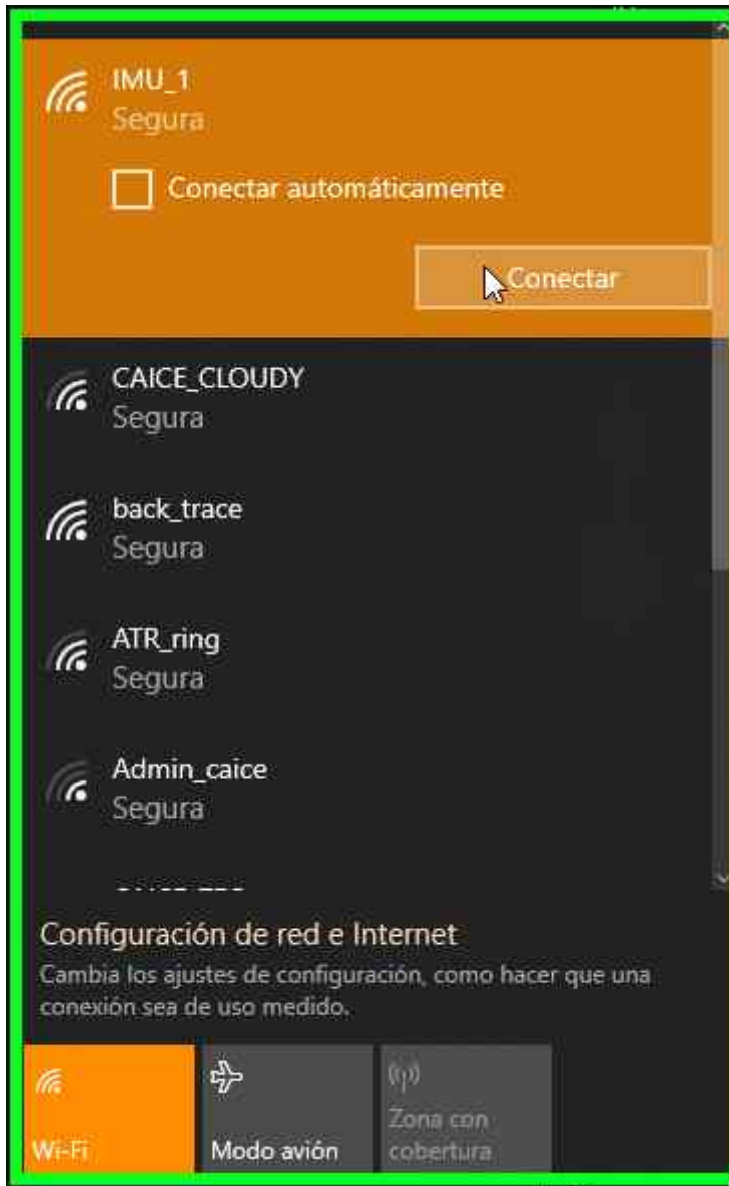 IMU_1
Segura
Conectar automáticamente
Conectar
CAICE_CLOUDY
Segura
back_trace
Segura
ATR_ring
Segura
Admin_caice
Segura
Configuración de red e Internet
Cambia los ajustes de configuración, como hacer que una
conexión sea de uso medido.
Wi-Fi
Modo avión
Zona con
cobertura